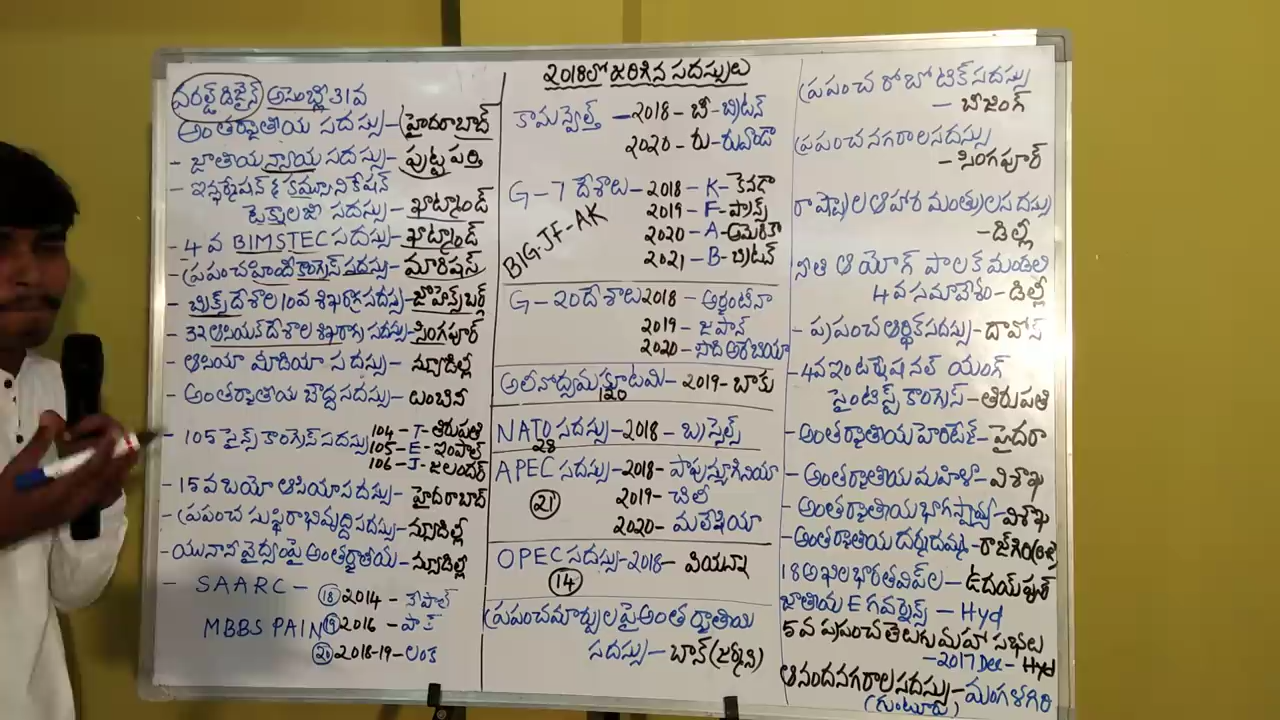 2018లో జరిగిన సదస్సులు
వరల్డ్ డిజైన్ అసెంబ్లీ 31వ
అంతర్జాతీయ సదస్సు - హైదరాబాద్
- జాతీయ న్యాయ సదస్సు - పుట్టపర్తి
- ఇన్ఫర్మేషన్ & కమ్యూనికేషన్
టెక్నాలజీ సదస్సు - ఖాట్మాండ్
- 4వ BIMSTEC సదస్సు - ఖాట్మాండ్
- ప్రపంచ హిందీ కాంగ్రెస్ సదస్సు - మారిషస్
- బ్రిక్స్ దేశాల 10వ శిఖరాగ్ర సదస్సు - జోహెన్స్‌బర్గ్
- 32 ఆసియన్ దేశాల శిఖరాగ్ర సదస్సు - సింగపూర్
- ఆసియా మీడియా సదస్సు - న్యూఢిల్లీ
- అంతర్జాతీయ బౌద్ధ సదస్సు - లుంబినీ
- 105 సైన్స్ కాంగ్రెస్ సదస్సు 104 - T - తిరుపతి
105 - E - ఇంపాల్
106 - J - జలంధర్
- 15వ బయో ఆసియా సదస్సు - హైదరాబాద్
- ప్రపంచ సుస్థిరాభివృద్ధి సదస్సు - న్యూఢిల్లీ
- యునానీ వైద్యంపై అంతర్జాతీయ - న్యూఢిల్లీ
- SAARC - 18 2014 - నేపాల్
MBBS PAIN 19 2016 - పాక్
20 2018-19 - లంక
కామన్వెల్త్ - 2018 - బ్రి - బ్రిటన్
2020 - రు - రువాండా
G - 7 దేశాలు - 2018 - K - కెనడా
2019 - F - ఫ్రాన్స్
2020 - A - అమెరికా
2021 - B - బ్రిటన్
BIG-JF-AK
G - 20 దేశాలు 2018 - అర్జెంటీనా
2019 - జపాన్
2020 - సౌది అరేబియా
అలీనోద్యమ కూటమి - 2019 - బాకు
120
NATO సదస్సు - 2018 - బ్రస్సెల్స్
28
APEC సదస్సు - 2018 - పాపువాన్యూగినియా
21 2019 - చిలీ
2020 - మలేషియా
OPEC సదస్సు - 2018 - వియన్నా
14
ప్రపంచ మార్పులపై అంతర్జాతీయ
సదస్సు - బాన్ (జర్మని)
ప్రపంచ రోబోటిక్ సదస్సు
- బీజింగ్
ప్రపంచ నగరాల సదస్సు
- సింగపూర్
రాష్ట్రాల ఆహార మంత్రుల సదస్సు
- ఢిల్లీ
నీతి ఆయోగ్ పాలకమండలి
4వ సమావేశం - ఢిల్లీ
- ప్రపంచ ఆర్థిక సదస్సు - దావోస్
- 4వ ఇంటర్నేషనల్ యంగ్
సైంటిస్ట్ కాంగ్రెస్ - తిరుపతి
- అంతర్జాతీయ - హైదరా
- అంతర్జాతీయ మహిళా - విశాఖ
- అంతర్జాతీయ భాగస్వామ్య - విశాఖ
- అంతర్జాతీయ ధర్మదమ్మ - రాజ్‌గిర్
18 అఖిల భారత విప్‌ల - ఉదయ్‌పూర్
జాతీయ E గవర్నెన్స్ - Hyd
5వ ప్రపంచ తెలుగు మహాసభలు
- 2017 Dec - Hyd
ఆనంద నగరాల సదస్సు - మంగళగిరి
(గుంటూరు)